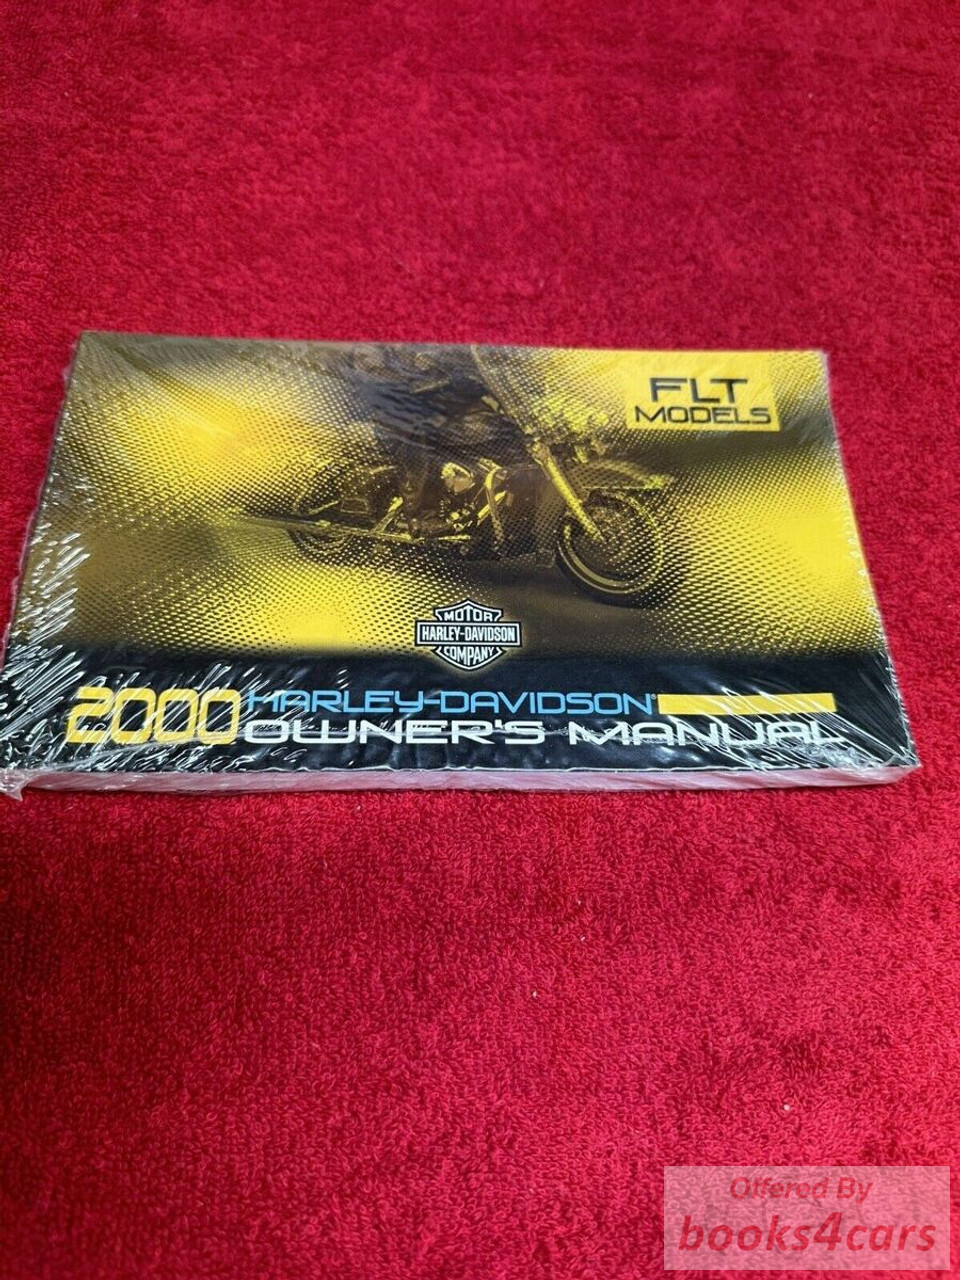 FLT
MODELS
MOTOR
HARLEY-DAVIDSON
COMPANY
2000 HARLEY-DAVIDSON®
OWNER'S MANUAL
Offered By
books4cars